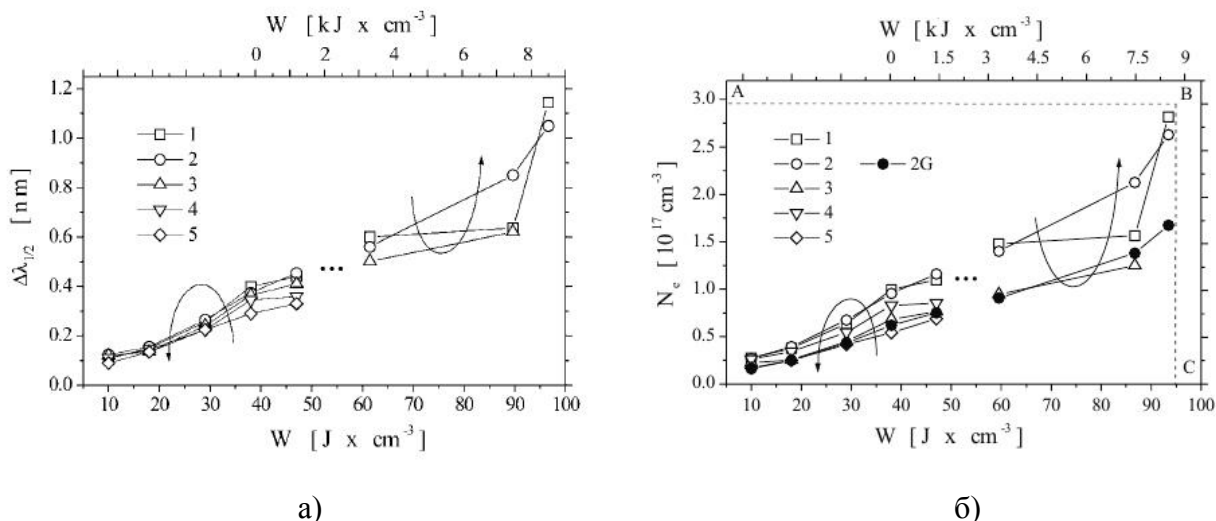 W [kJ x cm⁻³]
0 2 4 6 8
Δλ₁/₂ [nm]
1.2
1.0
0.8
0.6
0.4
0.2
0.0
1
2
3
4
5
•••
10 20 30 40 50 60 70 80 90 100
W [J x cm⁻³]
a)
W [kJ x cm⁻³]
0 1.5 3 4.5 6 7.5 9
Nₑ [10¹⁷ cm⁻³]
3.0
2.5
2.0
1.5
1.0
0.5
0.0
A
B
C
1
2
2G
3
4
5
•••
10 20 30 40 50 60 70 80 90 100
W [J x cm⁻³]
б)